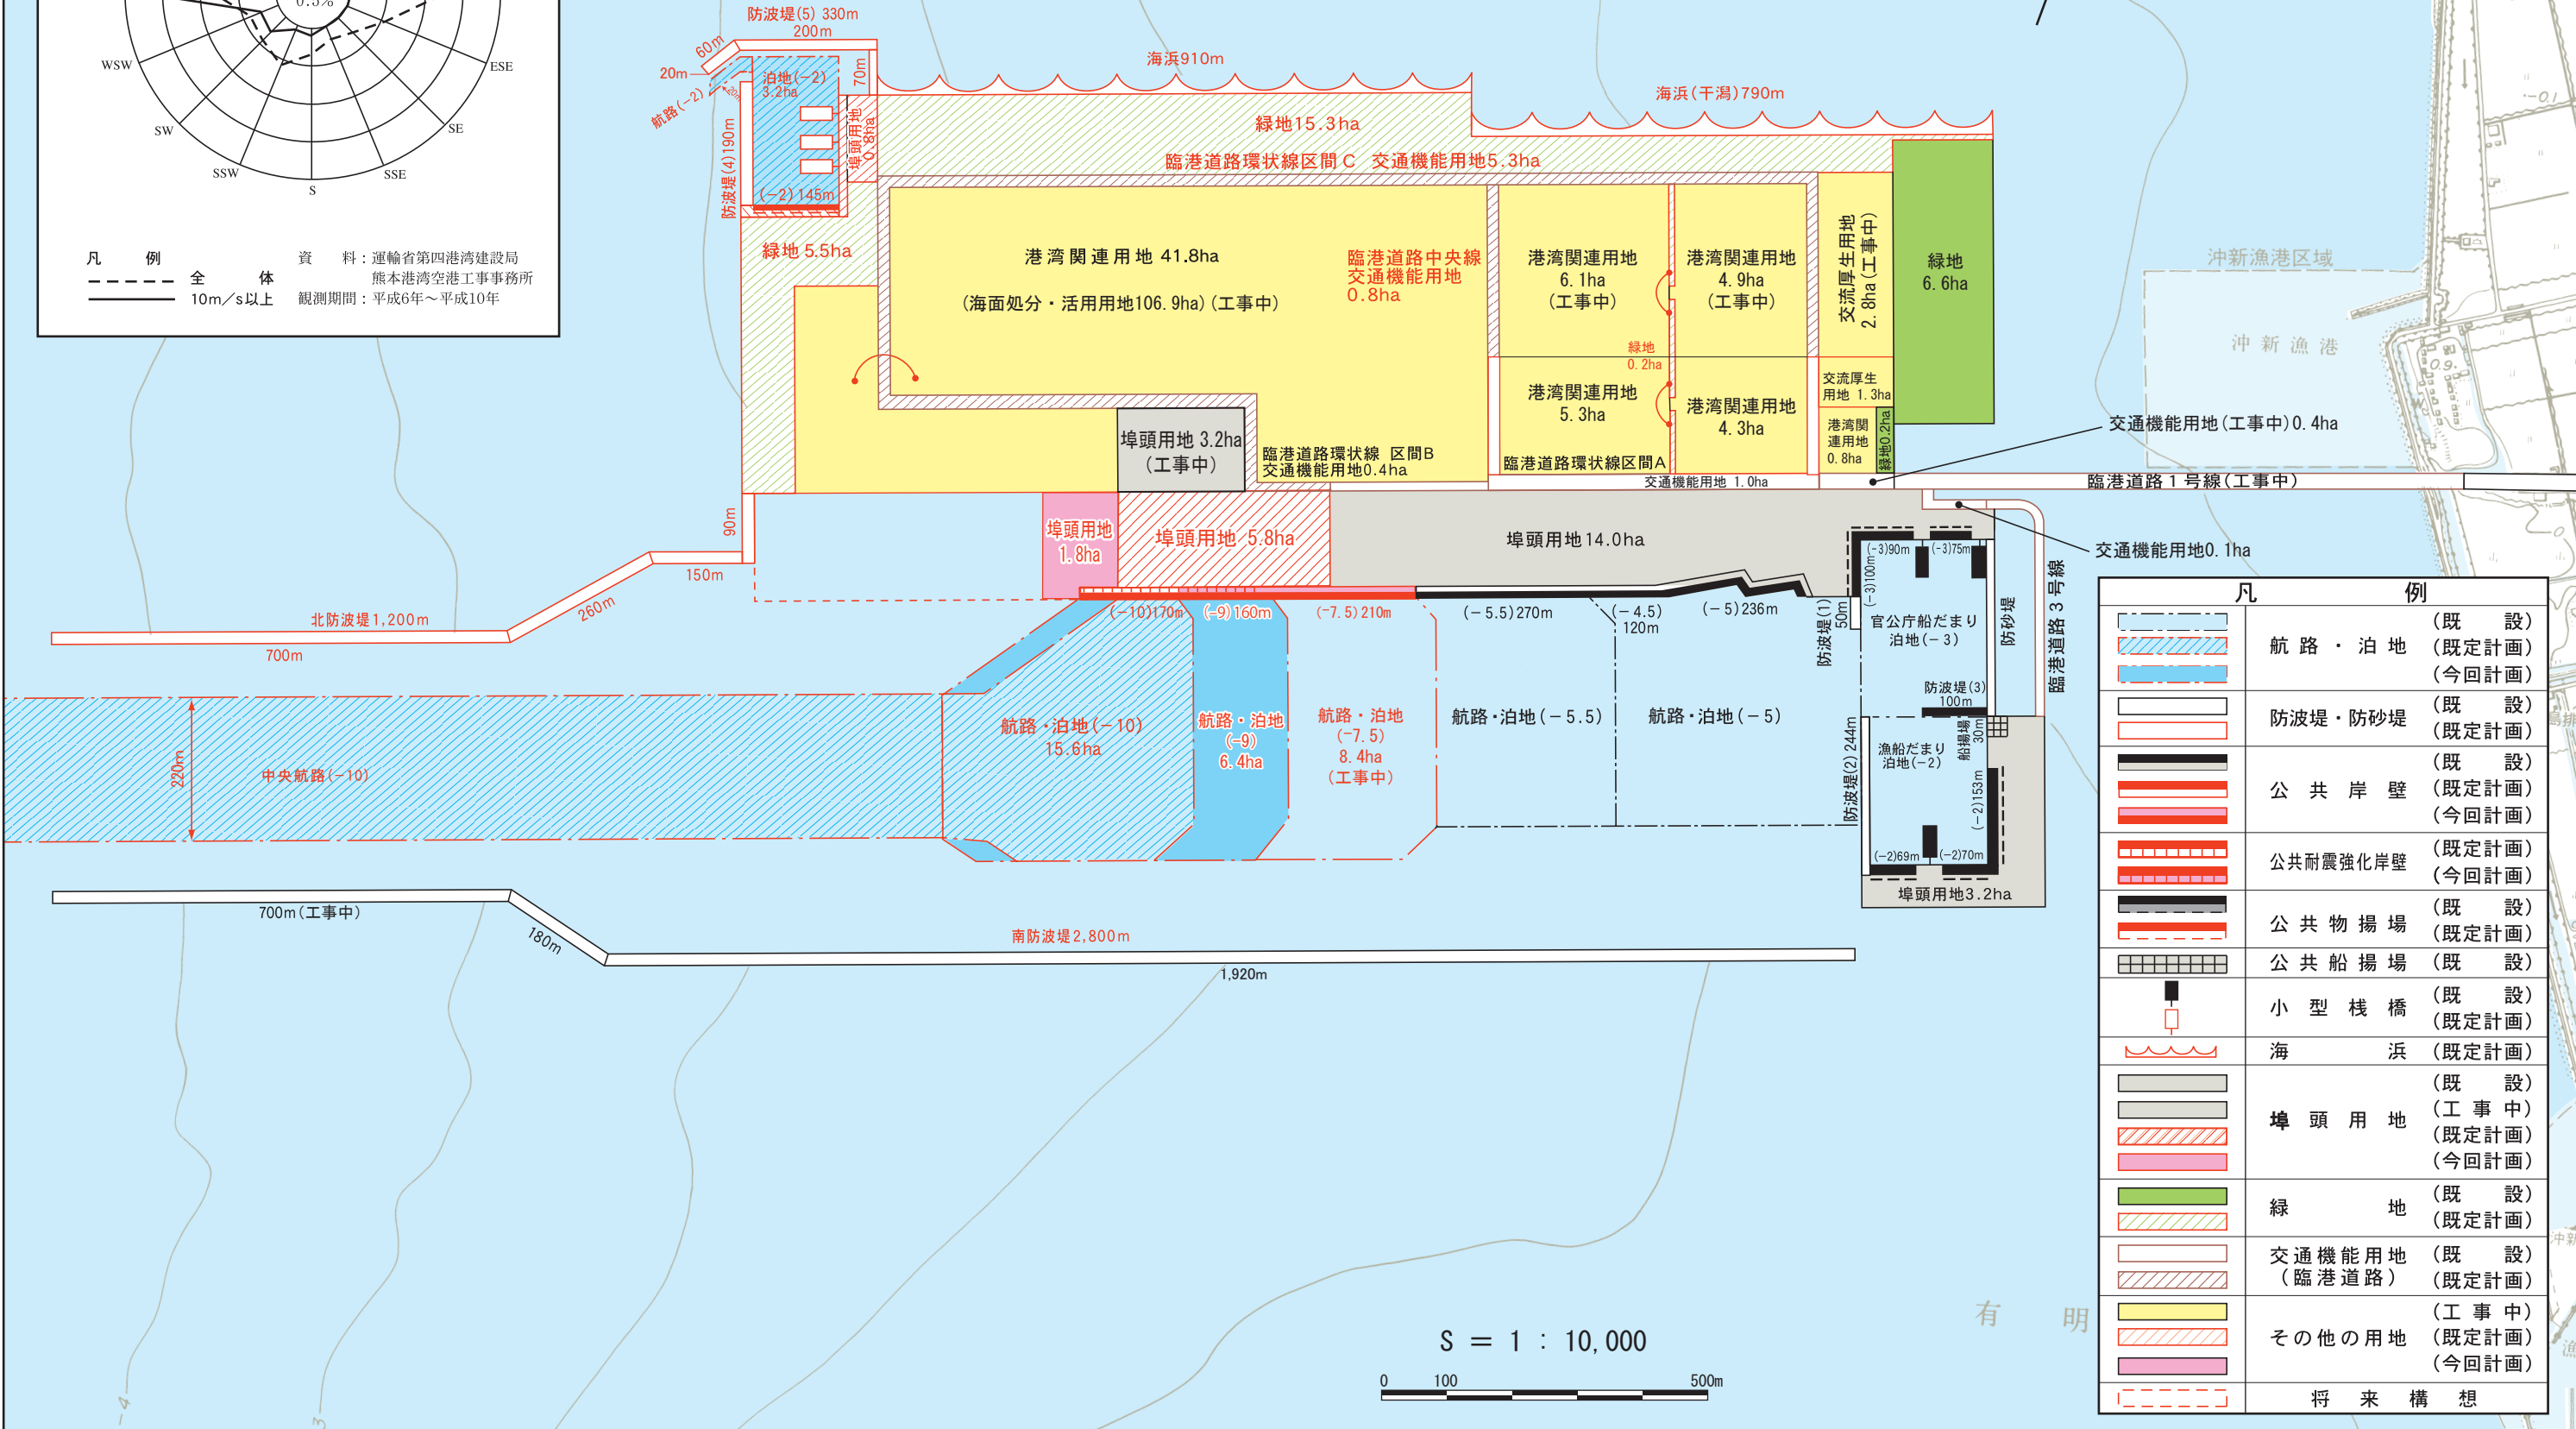 0.5%
WSW
SW
SSW
S
SSE
SE
ESE
凡　例
全　体
10m／s以上
資　料：運輸省第四港湾建設局
熊本港湾空港工事事務所
観測期間：平成6年～平成10年
防波堤(5) 330m
200m
60m
20m
70m
泊地(-2)
3.2ha
航路(-2)
20m
防波堤(4)190m
埠頭用地
0.8ha
(-2)145m
海浜910m
海浜(干潟)790m
緑地15.3ha
臨港道路環状線区間C　交通機能用地5.3ha
緑地 5.5ha
港湾関連用地 41.8ha
(海面処分・活用用地106.9ha)(工事中)
臨港道路中央線
交通機能用地
0.8ha
港湾関連用地
6.1ha
(工事中)
港湾関連用地
4.9ha
(工事中)
交流厚生用地
2.8ha(工事中)
緑地
6.6ha
緑地
0.2ha
港湾関連用地
5.3ha
港湾関連用地
4.3ha
交流厚生
用地 1.3ha
港湾関
連用地
0.8ha
緑地0.2ha
埠頭用地 3.2ha
(工事中)
臨港道路環状線 区間B
交通機能用地0.4ha
臨港道路環状線区間A
交通機能用地 1.0ha
交通機能用地(工事中)0.4ha
臨港道路1号線(工事中)
交通機能用地0.1ha
臨港道路3号線
沖新漁港区域
沖新漁港
-0.1
0.9
埠頭用地
1.8ha
埠頭用地 5.8ha
埠頭用地14.0ha
90m
150m
260m
北防波堤1,200m
700m
(-10)170m
(-9)160m
(-7.5)210m
(-5.5)270m
(-4.5)
120m
(-5)236m
防波堤(1)
50m
(-3)100m
(-3)90m
(-3)75m
官公庁船だまり
泊地(-3)
防砂堤
防波堤(3)
100m
船揚場
30m
漁船だまり
泊地(-2)
防波堤(2)244m
(-2)153m
(-2)69m
(-2)70m
埠頭用地3.2ha
220m
中央航路(-10)
航路・泊地(-10)
15.6ha
航路・泊地
(-9)
6.4ha
航路・泊地
(-7.5)
8.4ha
(工事中)
航路・泊地(-5.5)
航路・泊地(-5)
700m(工事中)
180m
南防波堤2,800m
1,920m
-4
3
有　明
S = 1 : 10,000
0　100　500m
凡　例
航路・泊地
(既　設)
(既定計画)
(今回計画)
防波堤・防砂堤
(既　設)
(既定計画)
公共岸壁
(既　設)
(既定計画)
(今回計画)
公共耐震強化岸壁
(既定計画)
(今回計画)
公共物揚場
(既　設)
(既定計画)
公共船揚場
(既　設)
小型桟橋
(既　設)
(既定計画)
海　浜
(既定計画)
埠頭用地
(既　設)
(工事中)
(既定計画)
(今回計画)
緑　地
(既　設)
(既定計画)
交通機能用地
(臨港道路)
(既　設)
(既定計画)
その他の用地
(工事中)
(既定計画)
(今回計画)
将来構想